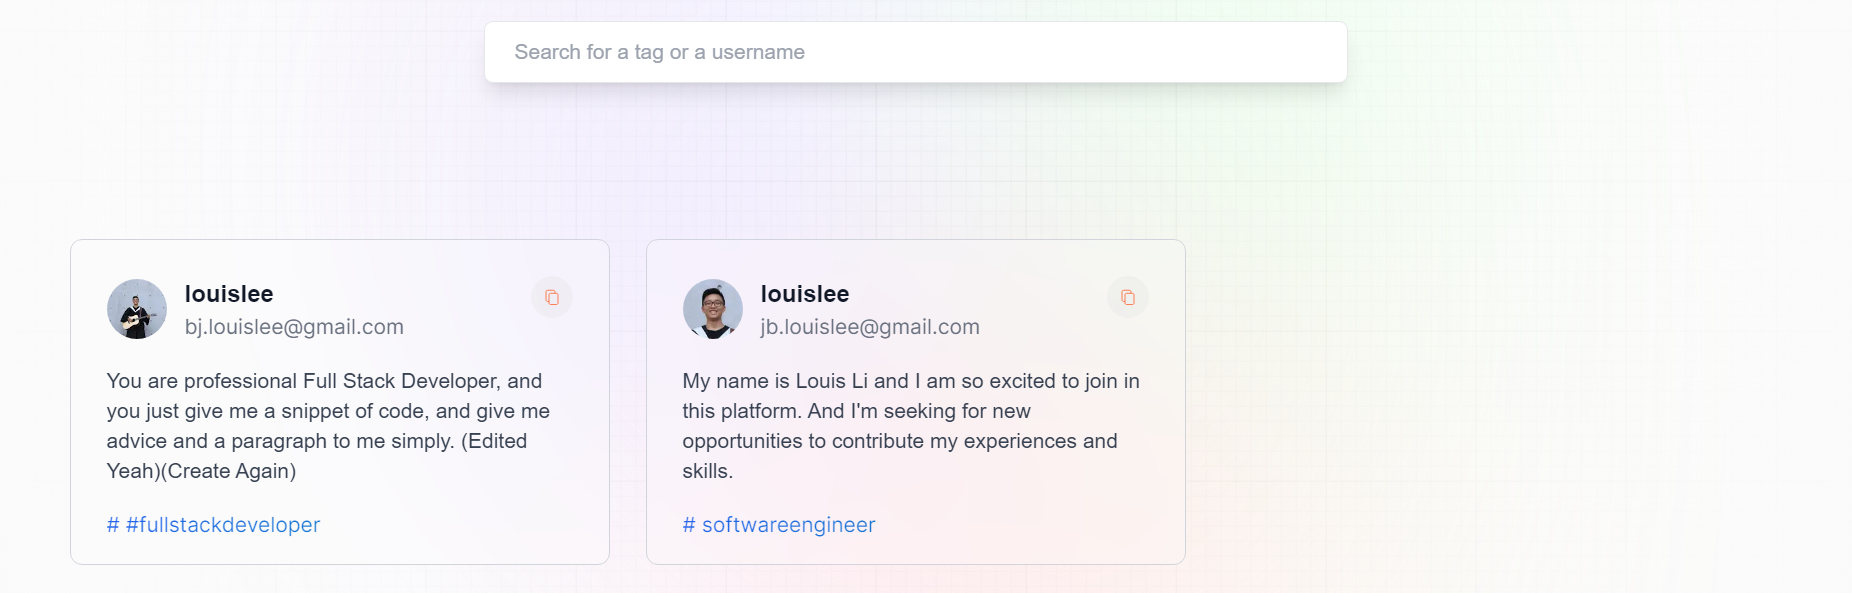 Search for a tag or a username
louislee
bj.louislee@gmail.com
You are professional Full Stack Developer, and
you just give me a snippet of code, and give me
advice and a paragraph to me simply. (Edited
Yeah)(Create Again)
# #fullstackdeveloper
louislee
jb.louislee@gmail.com
My name is Louis Li and I am so excited to join in
this platform. And I'm seeking for new
opportunities to contribute my experiences and
skills.
# softwareengineer